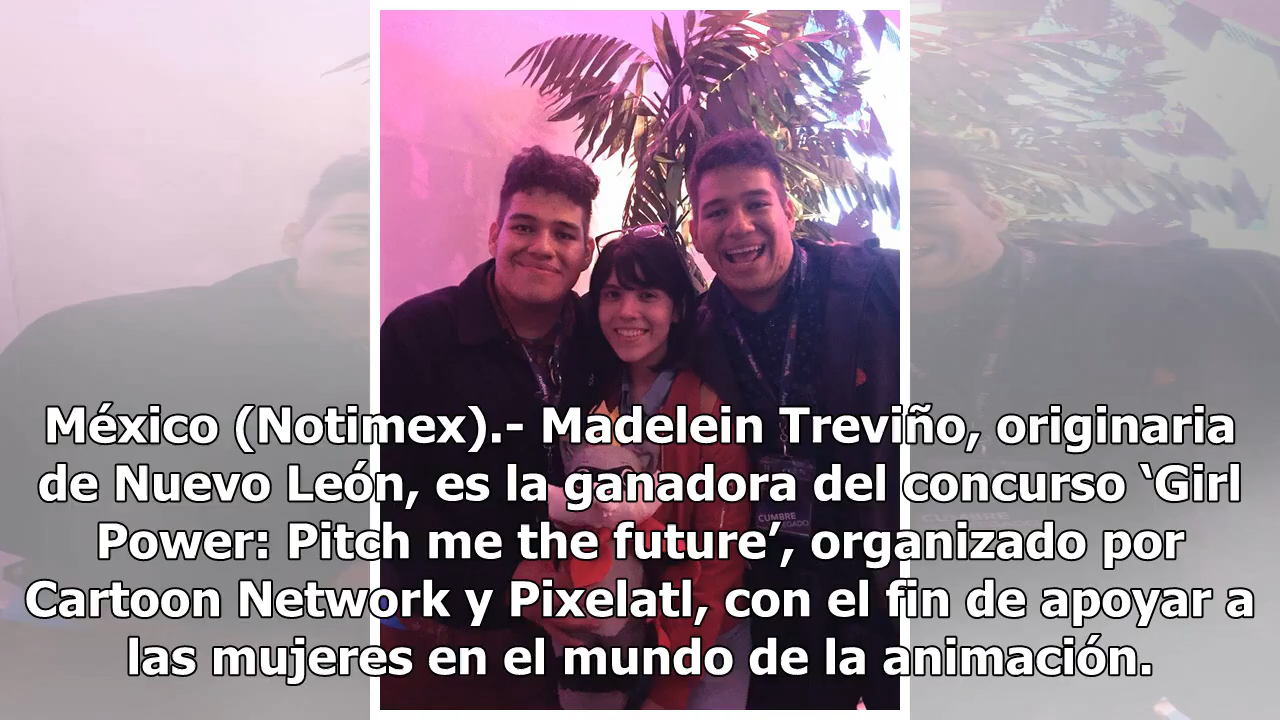 México (Notimex).- Madelein Treviño, originaria
de Nuevo León, es la ganadora del concurso ‘Girl
Power: Pitch me the future’, organizado por
Cartoon Network y Pixelatl, con el fin de apoyar a
las mujeres en el mundo de la animación.
CUMBRE